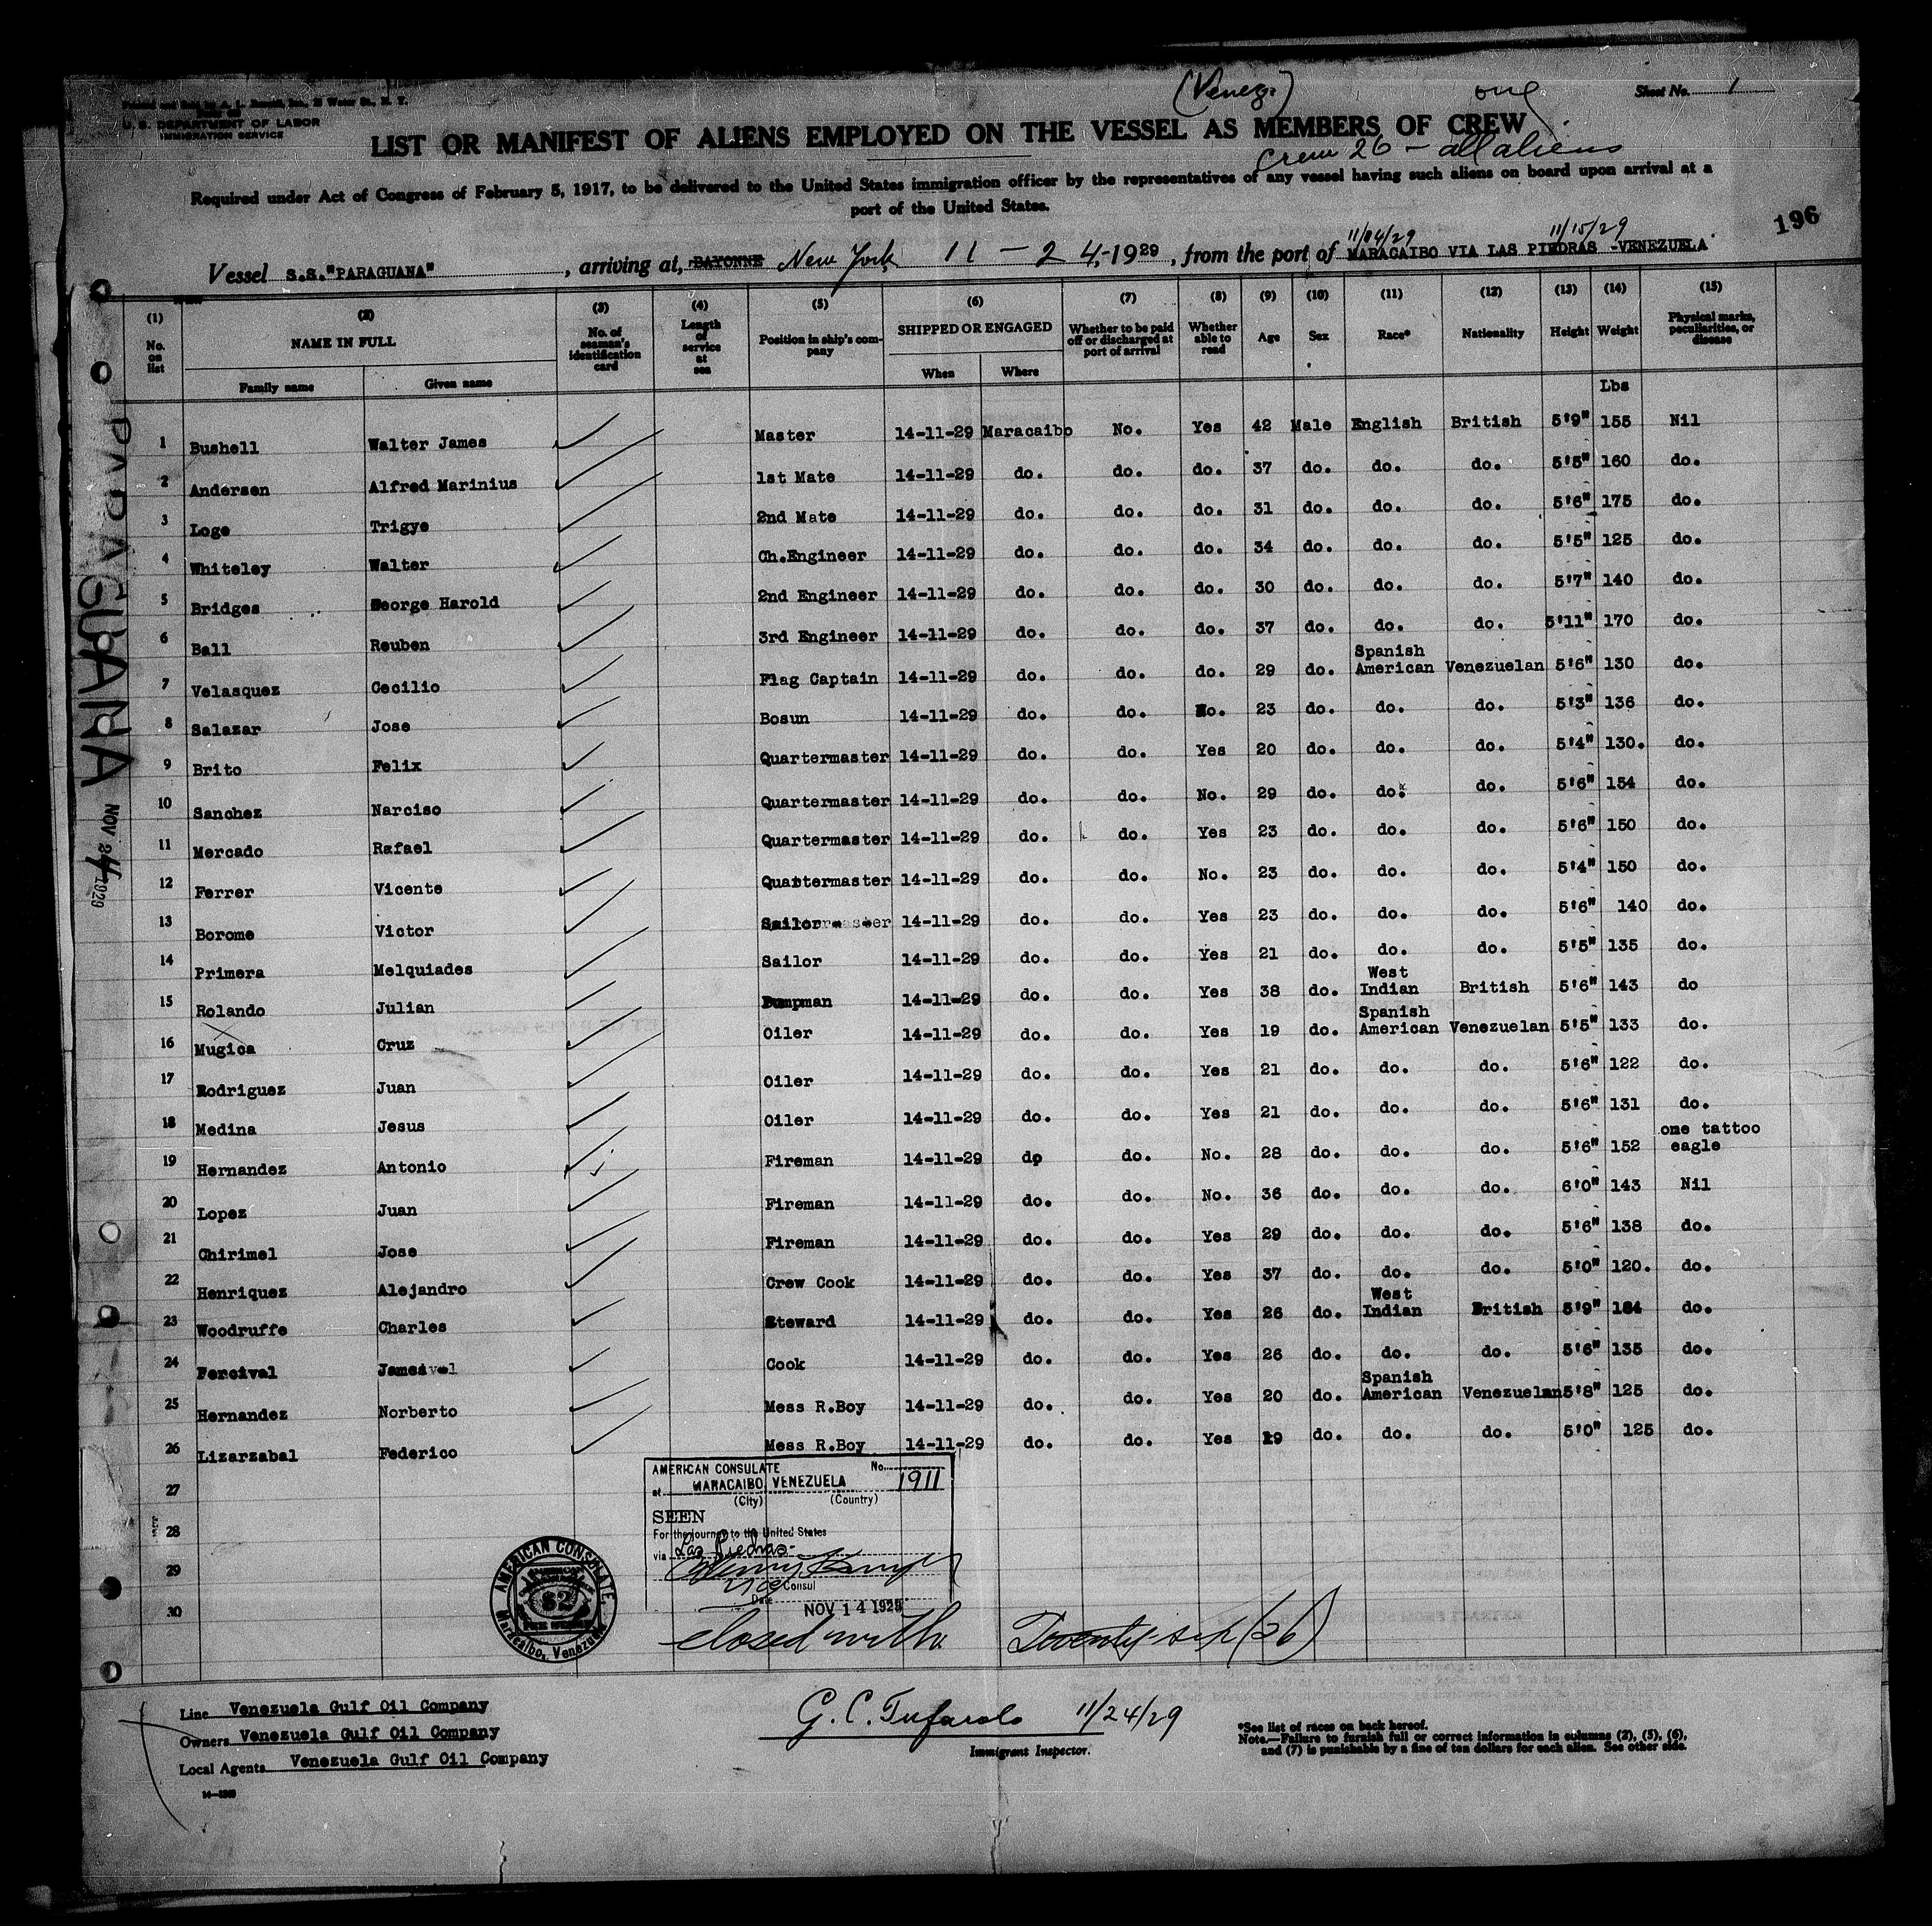 (Venez.) one Sheet No. 1
U. S. DEPARTMENT OF LABOR
IMMIGRATION SERVICE
LIST OR MANIFEST OF ALIENS EMPLOYED ON THE VESSEL AS MEMBERS OF CREW
Crew 26 - all aliens
Required under Act of Congress of February 5, 1917, to be delivered to the United States immigration officer by the representatives of any vessel having such aliens on board upon arrival at a
port of the United States.
196
11/14/29 11/15/29
Vessel S.S."PARAGUANA", arriving at, BAYONNE New York 11 - 24, 1929, from the port of MARACAIBO VIA LAS PIEDRAS -VENEZUELA
(1) (2) (3) (4) (5) (6) (7) (8) (9) (10) (11) (12) (13) (14) (15)
No. on list NAME IN FULL No. of seaman's identification card Length of service at sea Position in ship's company SHIPPED OR ENGAGED Whether to be paid off or discharged at port of arrival Whether able to read Age Sex Race* Nationality Height Weight Physical marks, peculiarities, or disease
Family name Given name When Where
Lbs
1 Bushell Walter James Master 14-11-29 Maracaibo No. Yes 42 Male English British 5'9" 155 Nil
2 Andersen Alfred Marinius 1st Mate 14-11-29 do. do. do. 37 do. do. do. 5'5" 160 do.
3 Loge Trigye 2nd Mate 14-11-29 do. do. do. 31 do. do. do. 5'6" 175 do.
4 Whiteley Walter Ch.Engineer 14-11-29 do. do. do. 34 do. do. do. 5'5" 125 do.
5 Bridges George Harold 2nd Engineer 14-11-29 do. do. do. 30 do. do. do. 5'7" 140 do.
6 Ball Reuben 3rd Engineer 14-11-29 do. do. do. 37 do. do. do. 5'11" 170 do.
7 Velasquez Cecilio Flag Captain 14-11-29 do. do. do. 29 do. Spanish American Venezuelan 5'6" 130 do.
8 Salazar Jose Bosun 14-11-29 do. do. No. 23 do. do. do. 5'3" 136 do.
9 Brito Felix Quartermaster 14-11-29 do. do. Yes 20 do. do. do. 5'4" 130. do.
10 Sanchez Narciso Quartermaster 14-11-29 do. do. No. 29 do. do. do. 5'6" 154 do.
11 Mercado Rafael Quartermaster 14-11-29 do. do. Yes 23 do. do. do. 5'6" 150 do.
12 Ferrer Vicente Quartermaster 14-11-29 do. do. No. 23 do. do. do. 5'4" 150 do.
13 Borome Victor Sailor 14-11-29 do. do. Yes 23 do. do. do. 5'6" 140 do.
14 Primera Melquiades Sailor 14-11-29 do. do. Yes 21 do. do. do. 5'5" 135 do.
15 Rolando Julian Pumpman 14-11-29 do. do. Yes 38 do. West Indian British 5'6" 143 do
16 Mugica Cruz Oiler 14-11-29 do. do. Yes 19 do. Spanish American Venezuelan 5'5" 133 do.
17 Rodriguez Juan Oiler 14-11-29 do. do. Yes 21 do. do. do. 5'6" 122 do.
18 Medina Jesus Oiler 14-11-29 do. do. Yes 21 do. do. do. 5'6" 131 do.
19 Hernandez Antonio Fireman 14-11-29 do do. No. 28 do. do. do. 5'6" 152 one tattoo eagle
20 Lopez Juan Fireman 14-11-29 do. do. No. 36 do. do. do. 6'0" 143 Nil
21 Chirimel Jose Fireman 14-11-29 do. do. Yes 29 do. do. do. 5'6" 138 do.
22 Henriquez Alejandro Crew Cook 14-11-29 do. do. Yes 37 do. do. do. 5'0" 120. do.
23 Woodruffe Charles Steward 14-11-29 do. do. Yes 26 do. West Indian British 5'9" 184 do.
24 Percival James Cook 14-11-29 do. do. Yes 26 do. do. do. 5'6" 135 do.
25 Hernandez Norberto Mess R.Boy 14-11-29 do. do. Yes 20 do. Spanish American Venezuelan 5'8" 125 do.
26 Lizarzabal Federico Mess R.Boy 14-11-29 do. do. Yes 19 do. do. do. 5'0" 125 do.
27
28
29
30
PARAGUANA
NOV 24 1929
AMERICAN CONSULATE No. 1911
at MARACAIBO, VENEZUELA
(City) (Country)
SEEN
For the journey to the United States
via Las Piedras.
Vice Consul
Date NOV 14 1929
AMERICAN CONSULATE
$2
Maracaibo, Venezuela
closed with Twenty-six (26)
Line Venezuela Gulf Oil Company
Owners Venezuela Gulf Oil Company
Local Agents Venezuela Gulf Oil Company
G. C. Tufarolo 11/24/29
Immigrant Inspector.
*See list of races on back hereof.
Note.—Failure to furnish full or correct information in columns (2), (5), (6),
and (7) is punishable by a fine of ten dollars for each alien. See other side.